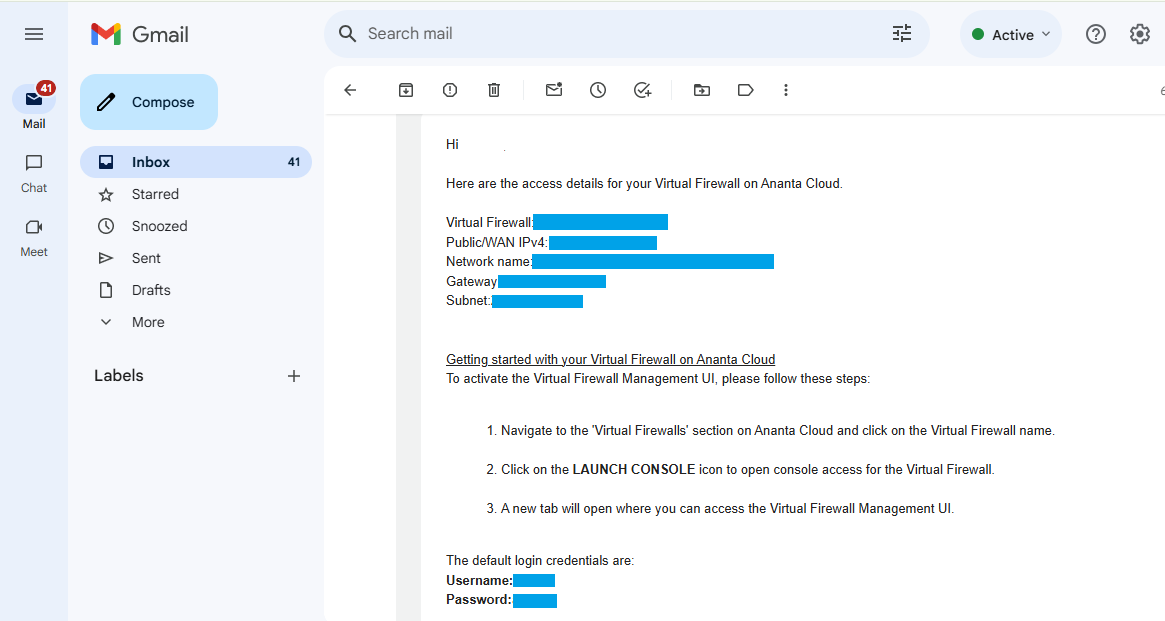 Gmail
Search mail
Active
41
Mail
Chat
Meet
Compose
Inbox 41
Starred
Snoozed
Sent
Drafts
More
Labels
Hi
Here are the access details for your Virtual Firewall on Ananta Cloud.
Virtual Firewall:
Public/WAN IPv4:
Network name:
Gateway
Subnet:
Getting started with your Virtual Firewall on Ananta Cloud
To activate the Virtual Firewall Management UI, please follow these steps:
1. Navigate to the 'Virtual Firewalls' section on Ananta Cloud and click on the Virtual Firewall name.
2. Click on the LAUNCH CONSOLE icon to open console access for the Virtual Firewall.
3. A new tab will open where you can access the Virtual Firewall Management UI.
The default login credentials are:
Username:
Password: